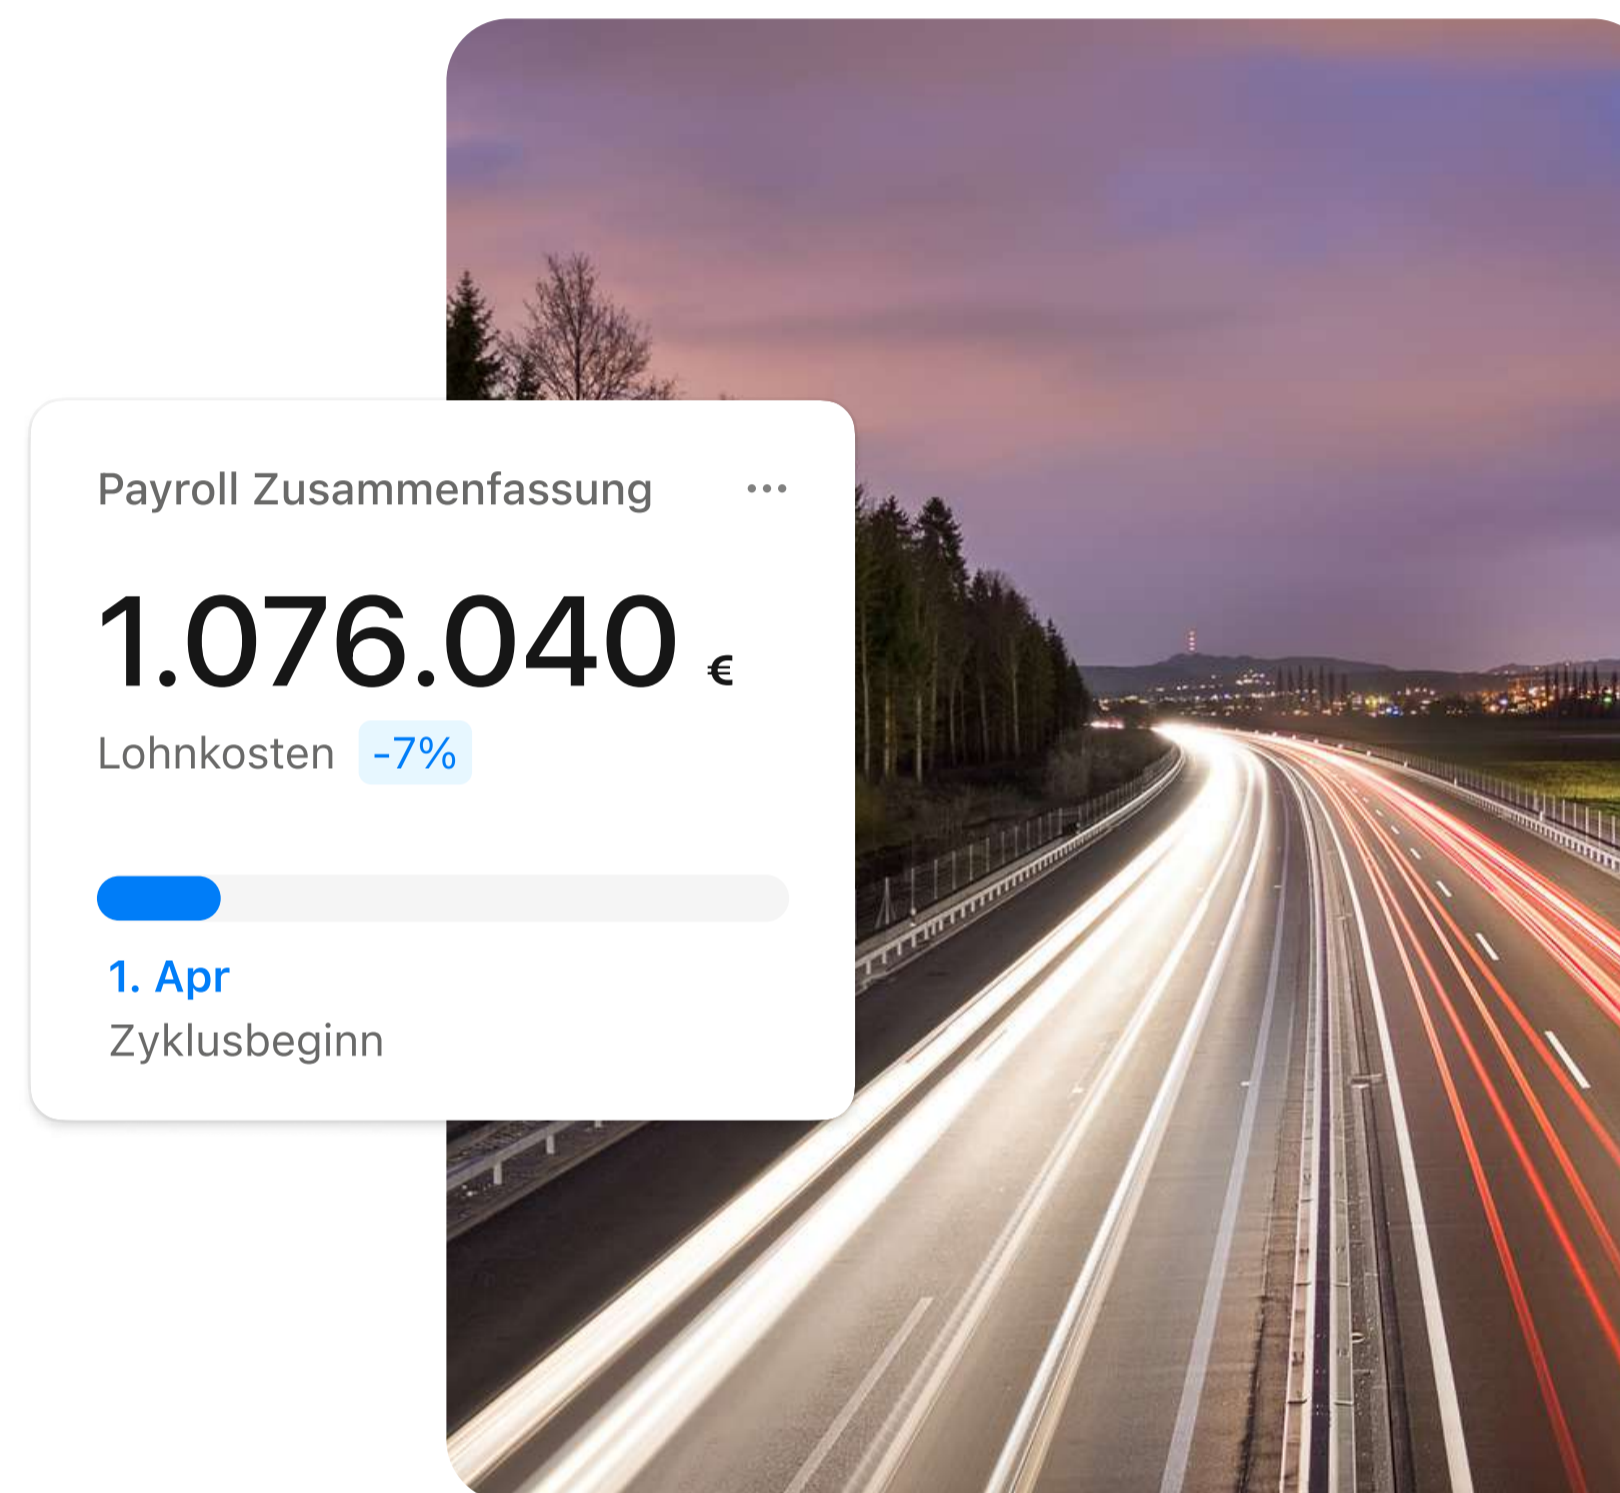 Payroll Zusammenfassung
1.076.040 €
Lohnkosten -7%
1. Apr
Zyklusbeginn